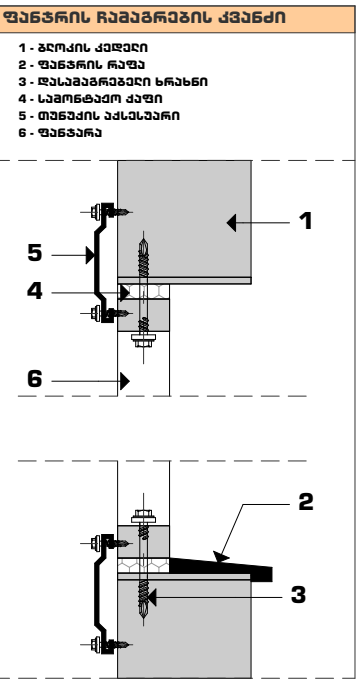 ფანჯრის ჩამაგრების კვანძი
1 - ბლოკის კედელი
2 - ფანჯრის რაფა
3 - დასამაგრებელი ხრახნი
4 - სამონტაჟო ქაფი
5 - თუნუქის აქსესუარი
6 - ფანჯარა
1
5
4
6
2
3